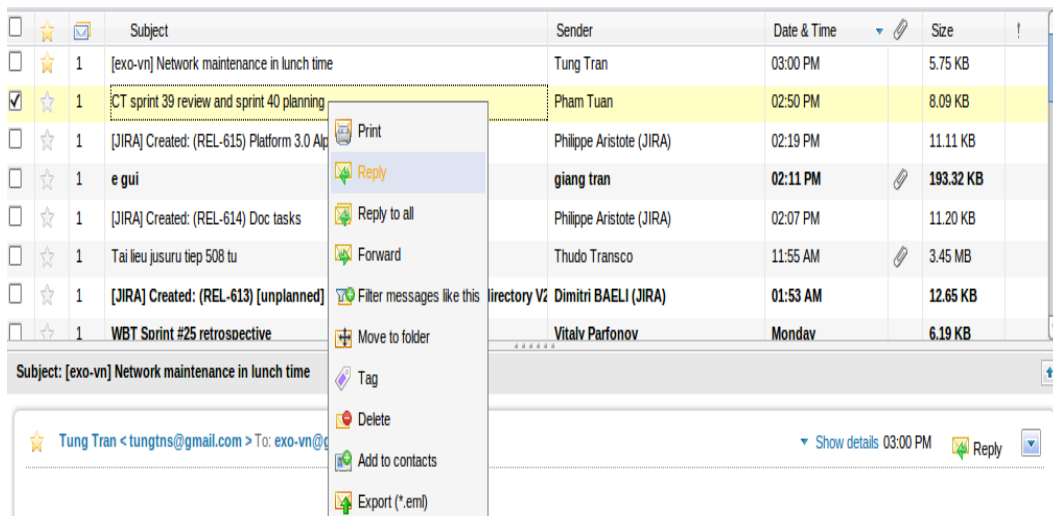 Subject Sender Date & Time Size !
1 [exo-vn] Network maintenance in lunch time Tung Tran 03:00 PM 5.75 KB
1 CT sprint 39 review and sprint 40 planning Pham Tuan 02:50 PM 8.09 KB
Print
1 [JIRA] Created: (REL-615) Platform 3.0 Alp Philippe Aristote (JIRA) 02:19 PM 11.11 KB
Reply
1 e gui giang tran 02:11 PM 193.32 KB
1 [JIRA] Created: (REL-614) Doc tasks Reply to all Philippe Aristote (JIRA) 02:07 PM 11.20 KB
1 Tai lieu jusuru tiep 508 tu Forward Thudo Transco 11:55 AM 3.45 MB
1 [JIRA] Created: (REL-613) [unplanned] Filter messages like this irectory V2 Dimitri BAELI (JIRA) 01:53 AM 12.65 KB
1 WBT Sprint #25 retrospective Move to folder Vitaly Parfonov Monday 6.19 KB
Subject: [exo-vn] Network maintenance in lunch time Tag
Delete
Tung Tran < tungtns@gmail.com > To: exo-vn@g Show details 03:00 PM Reply
Add to contacts
Export (*.eml)